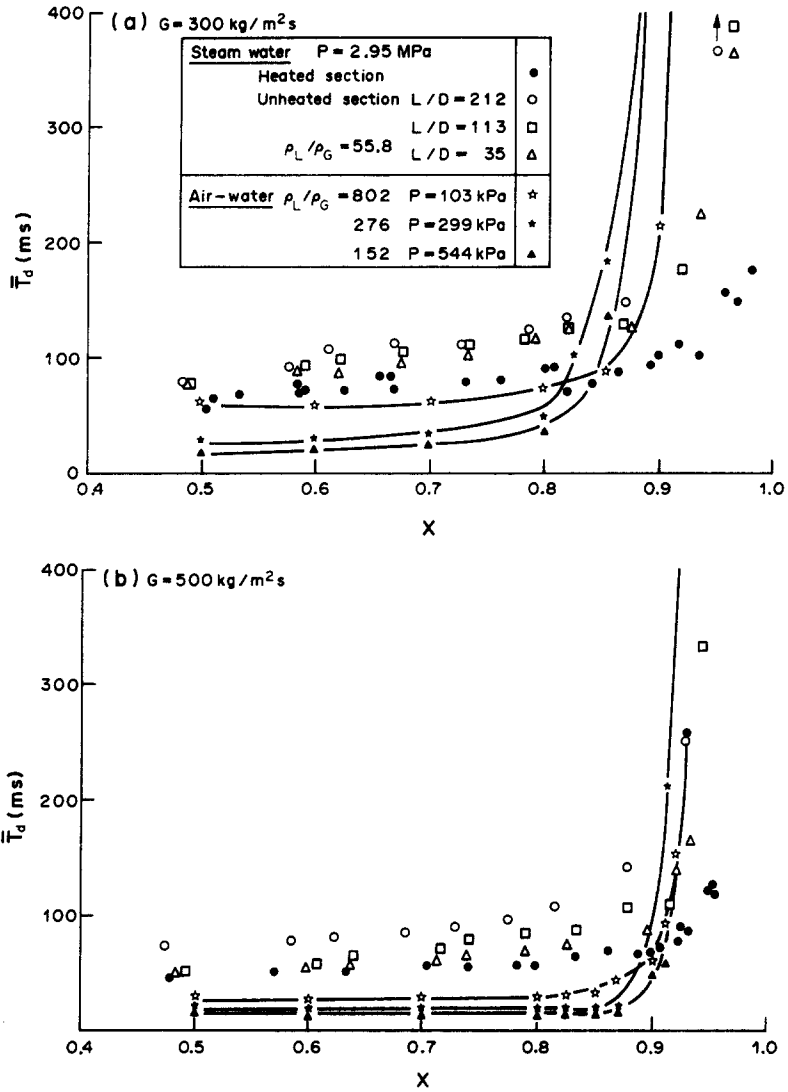 (a) G=300 kg/m²s
Steam water P=2.95 MPa
Heated section ●
Unheated section L/D=212 ○
L/D=113 □
ρL/ρG=55.8 L/D= 35 △
Air-water ρL/ρG=802 P=103 kPa ☆
276 P=299 kPa ★
152 P=544 kPa ▲
400
300
200
100
0
T̿d (ms)
0.4 0.5 0.6 0.7 0.8 0.9 1.0
X
(b) G=500 kg/m²s
400
300
200
100
T̿d (ms)
0.4 0.5 0.6 0.7 0.8 0.9 1.0
X